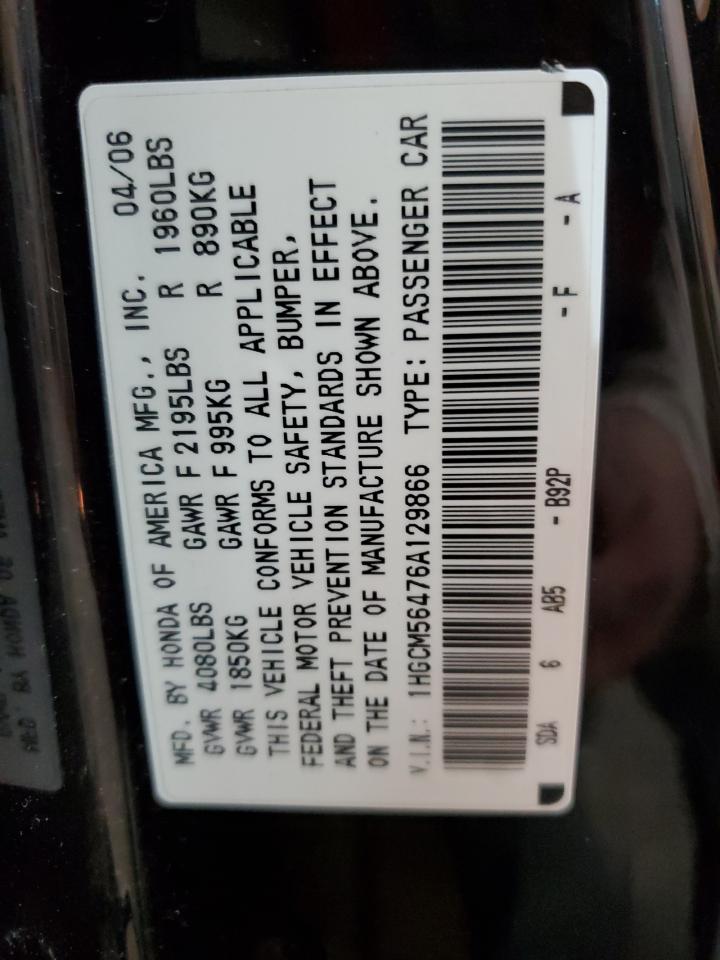 MFD. BY HONDA OF AMERICA MFG., INC. 04/06
GVWR 4080LBS GAWR F 2195LBS R 1960LBS
GVWR 1850KG GAWR F 995KG R 890KG
THIS VEHICLE CONFORMS TO ALL APPLICABLE
FEDERAL MOTOR VEHICLE SAFETY, BUMPER,
AND THEFT PREVENTION STANDARDS IN EFFECT
ON THE DATE OF MANUFACTURE SHOWN ABOVE.
V.I.N.: 1HGCM56476A129866 TYPE: PASSENGER CAR
SDA 6 AB5 - B92P - F - A